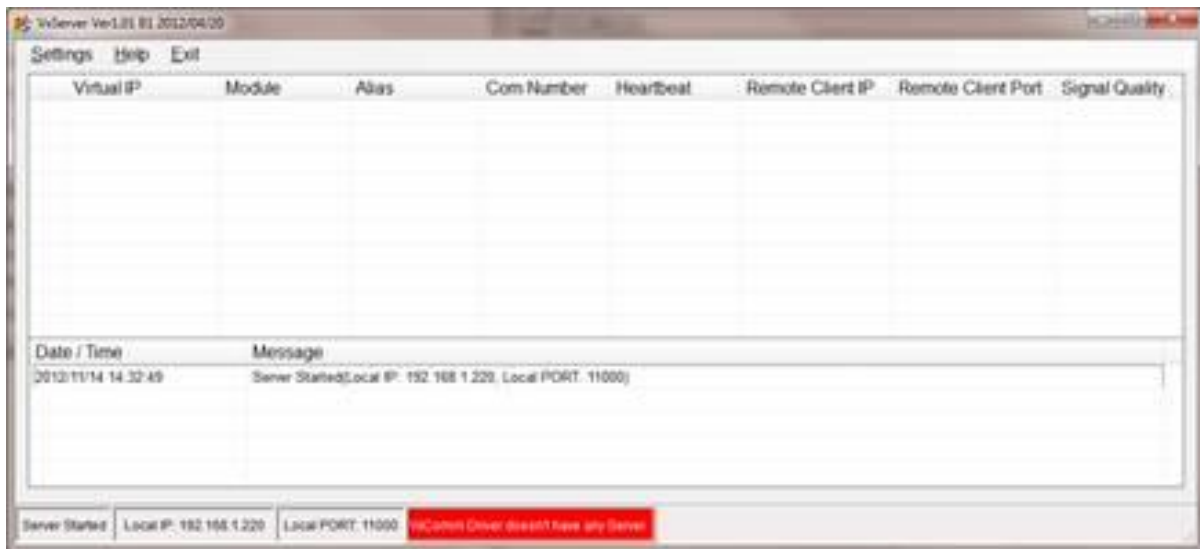 VxServer Ver1.01 B1 2012/04/20
Settings Help Exit
Virtual IP Module Alias Com Number Heartbeat Remote Client IP Remote Client Port Signal Quality
Date / Time Message
2012/11/14 14:32:49 Server Started(Local IP: 192.168.1.220, Local PORT: 11000)
Server Started Local IP: 192.168.1.220 Local PORT: 11000 VxComm Driver doesn't have any Server